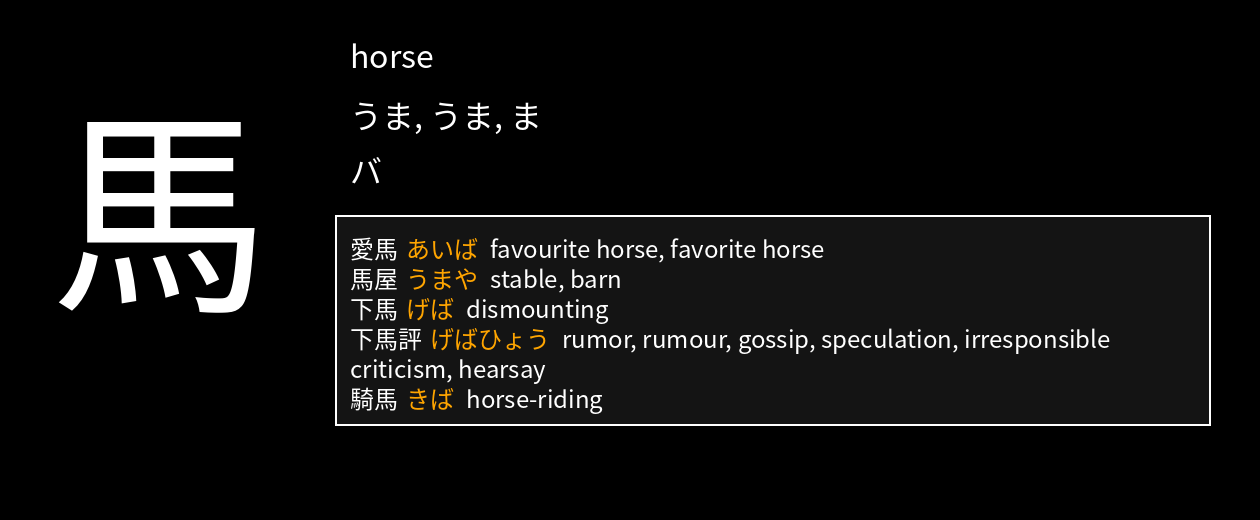 馬
horse
うま, うま, ま
バ
愛馬 あいば favourite horse, favorite horse
馬屋 うまや stable, barn
下馬 げば dismounting
下馬評 げばひょう rumor, rumour, gossip, speculation, irresponsible
criticism, hearsay
騎馬 きば horse-riding